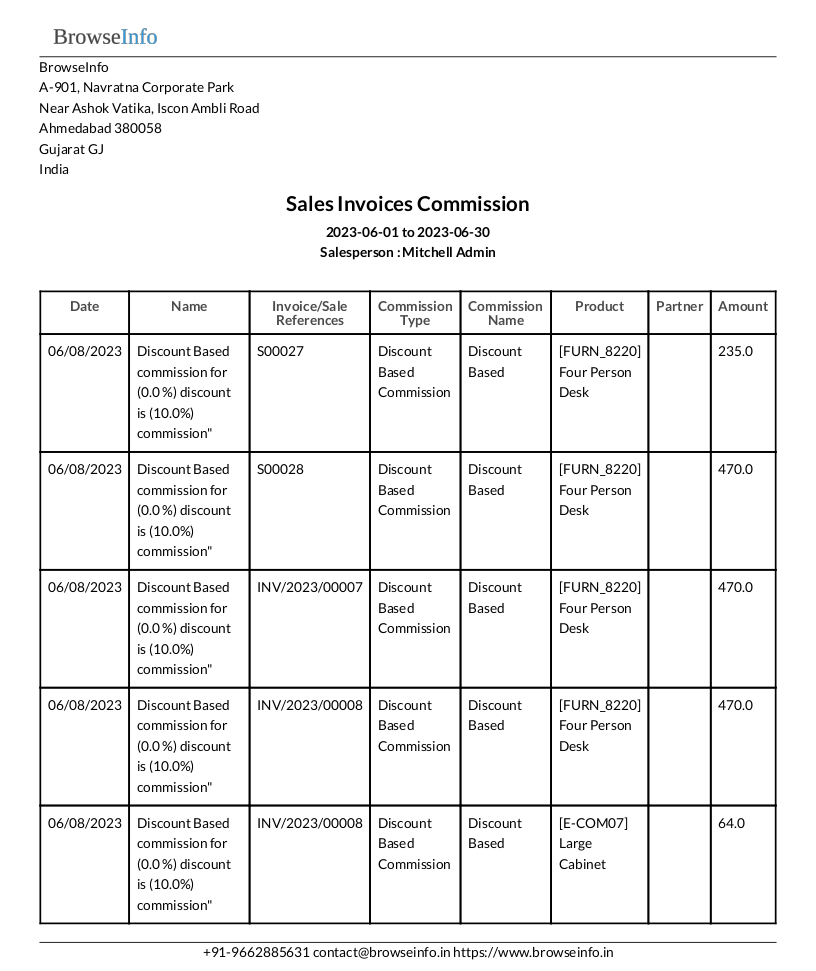 BrowseInfo
BrowseInfo
A-901, Navratna Corporate Park
Near Ashok Vatika, Iscon Ambli Road
Ahmedabad 380058
Gujarat GJ
India
Sales Invoices Commission
2023-06-01 to 2023-06-30
Salesperson : Mitchell Admin
Date Name Invoice/Sale References Commission Type Commission Name Product Partner Amount
06/08/2023 Discount Based commission for (0.0 %) discount is (10.0%) commission" S00027 Discount Based Commission Discount Based [FURN_8220] Four Person Desk 235.0
06/08/2023 Discount Based commission for (0.0 %) discount is (10.0%) commission" S00028 Discount Based Commission Discount Based [FURN_8220] Four Person Desk 470.0
06/08/2023 Discount Based commission for (0.0 %) discount is (10.0%) commission" INV/2023/00007 Discount Based Commission Discount Based [FURN_8220] Four Person Desk 470.0
06/08/2023 Discount Based commission for (0.0 %) discount is (10.0%) commission" INV/2023/00008 Discount Based Commission Discount Based [FURN_8220] Four Person Desk 470.0
06/08/2023 Discount Based commission for (0.0 %) discount is (10.0%) commission" INV/2023/00008 Discount Based Commission Discount Based [E-COM07] Large Cabinet 64.0
+91-9662885631 contact@browseinfo.in https://www.browseinfo.in